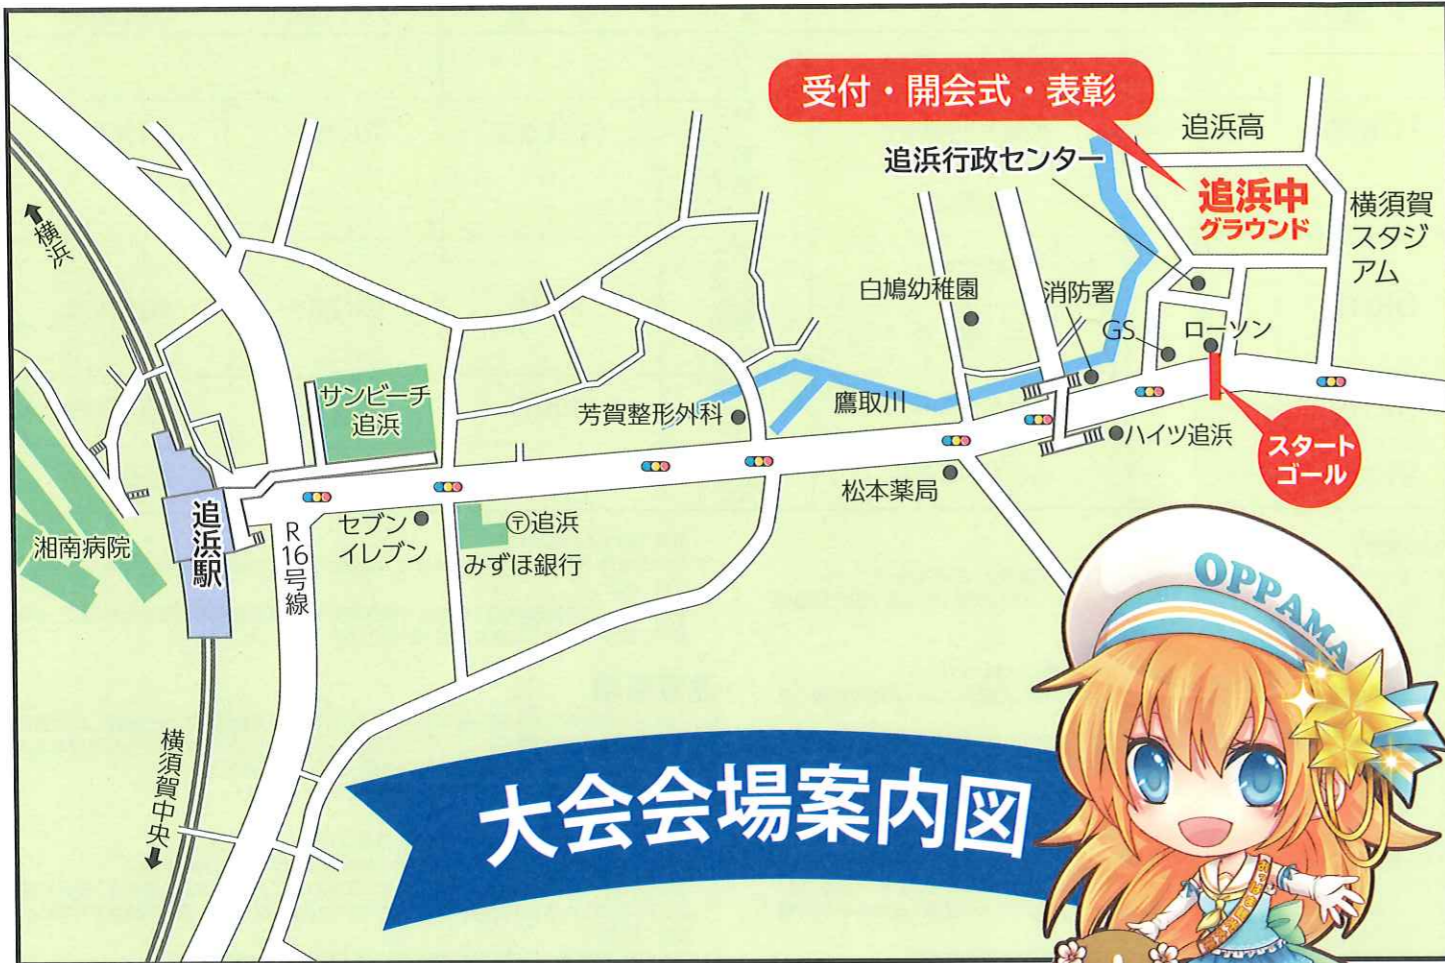 受付・開会式・表彰
追浜高
追浜行政センター
追浜中
グラウンド
横須賀
スタジ
アム
横浜
白鳩幼稚園
消防署
GS
ローソン
サンビーチ
追浜
芳賀整形外科
鷹取川
ハイツ追浜
スタート
ゴール
松本薬局
湘南病院
追浜駅
R16号線
セブン
イレブン
〒追浜
みずほ銀行
横須賀中央
OPPAMA
大会会場案内図